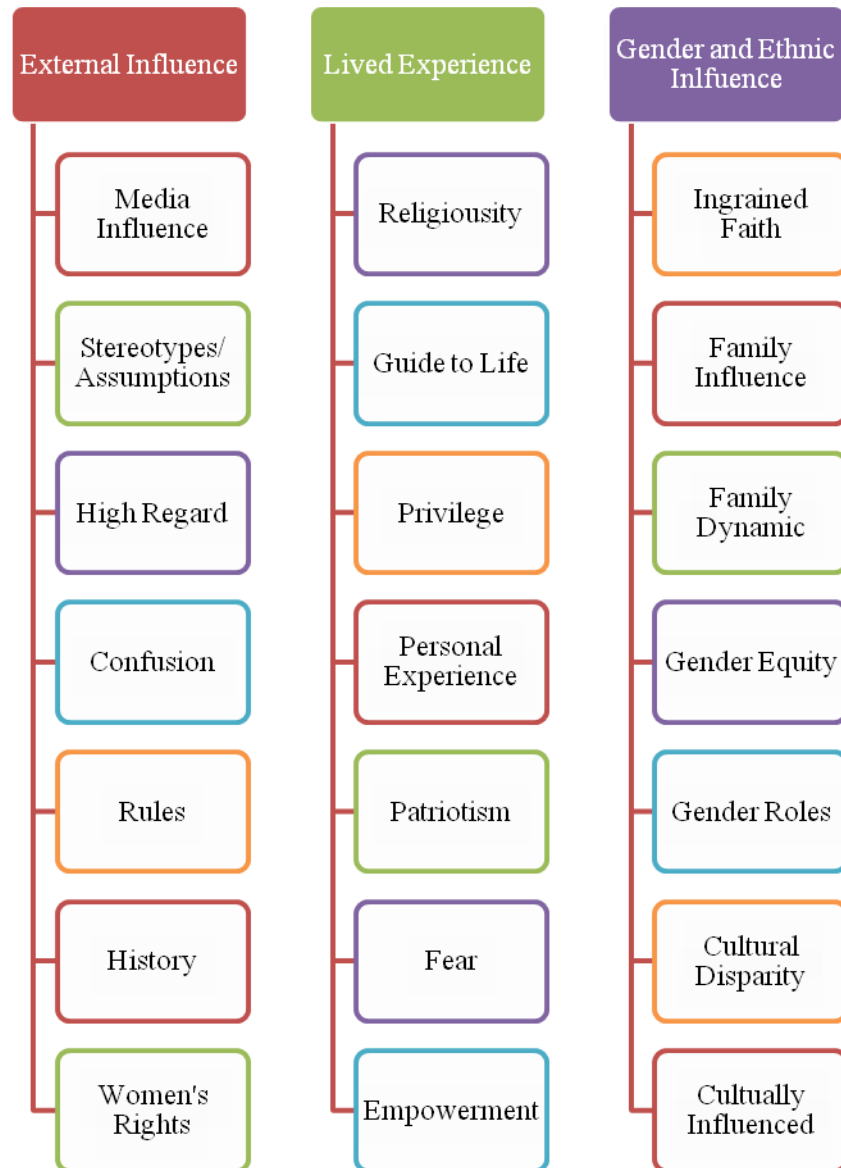 External Influence
Media
Influence
Stereotypes/
Assumptions
High Regard
Confusion
Rules
History
Women's
Rights
Lived Experience
Religiousity
Guide to Life
Privilege
Personal
Experience
Patriotism
Fear
Empowerment
Gender and Ethnic
Inlfuence
Ingrained
Faith
Family
Influence
Family
Dynamic
Gender Equity
Gender Roles
Cultural
Disparity
Cultually
Influenced